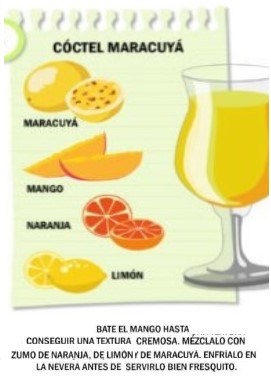 CÓCTEL MARACUYÁ
MARACUYÁ
MANGO
NARANJA
LIMÓN
BATE EL MANGO HASTA
CONSEGUIR UNA TEXTURA CREMOSA. MÉZCLALO CON
ZUMO DE NARANJA, DE LIMÓN Y DE MARACUYÁ. ENFRÍALO EN
LA NEVERA ANTES DE SERVIRLO BIEN FRESQUITO.